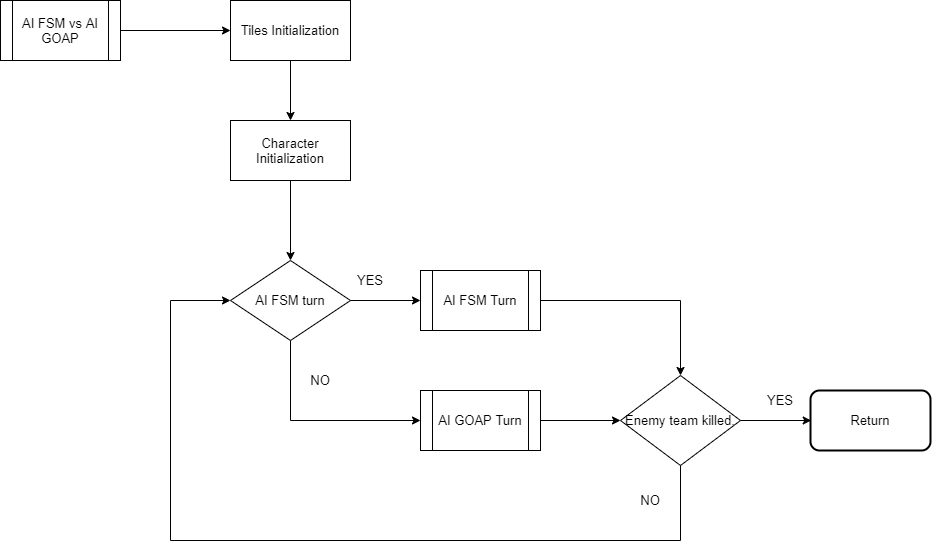 AI FSM vs AI
GOAP
Tiles Initialization
Character
Initialization
AI FSM turn
YES
AI FSM Turn
NO
AI GOAP Turn
Enemy team killed
YES
Return
NO